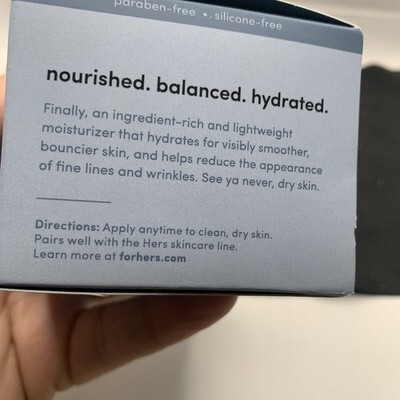 paraben-free • silicone-free
nourished. balanced. hydrated.
Finally, an ingredient-rich and lightweight
moisturizer that hydrates for visibly smoother,
bouncier skin, and helps reduce the appearance
of fine lines and wrinkles. See ya never, dry skin.
Directions: Apply anytime to clean, dry skin.
Pairs well with the Hers skincare line.
Learn more at forhers.com